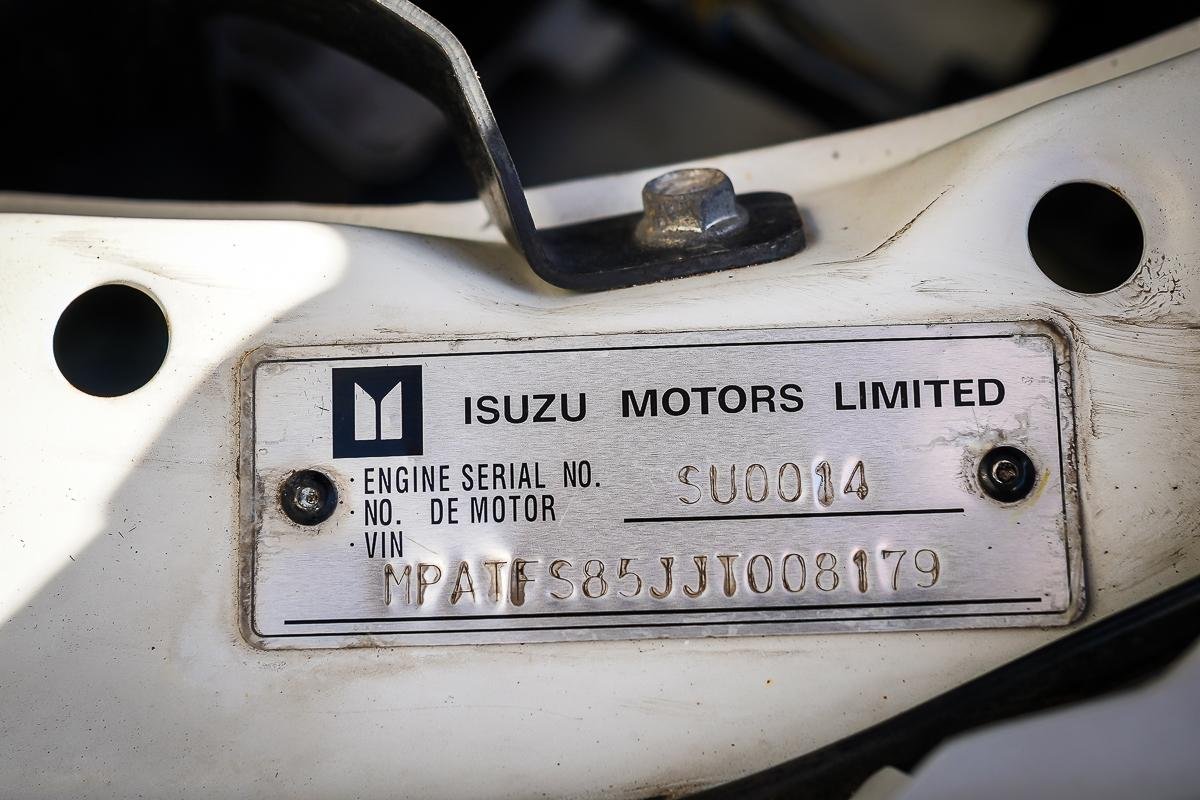 ISUZU MOTORS LIMITED
· ENGINE SERIAL NO. SU0014
· NO. DE MOTOR
· VIN
MPATFS85JJT008179